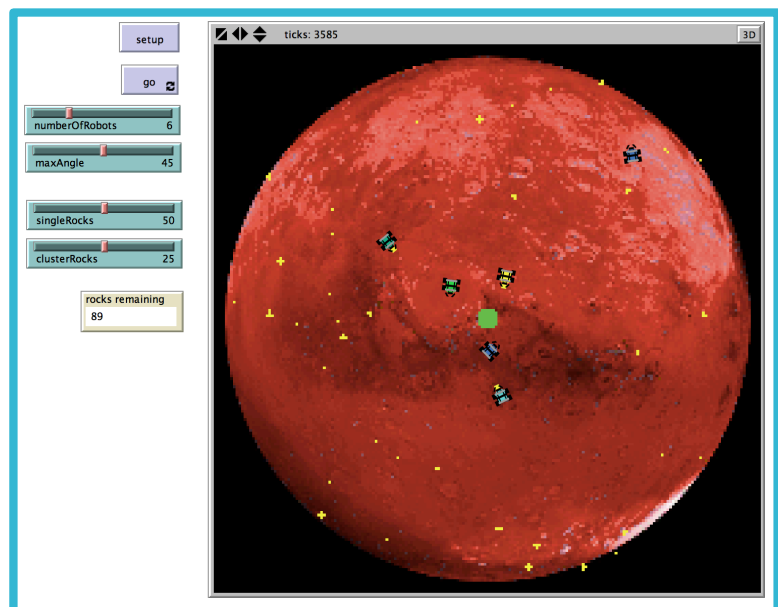 setup
ticks: 3585
3D
go
numberOfRobots 6
maxAngle 45
singleRocks 50
clusterRocks 25
rocks remaining
89